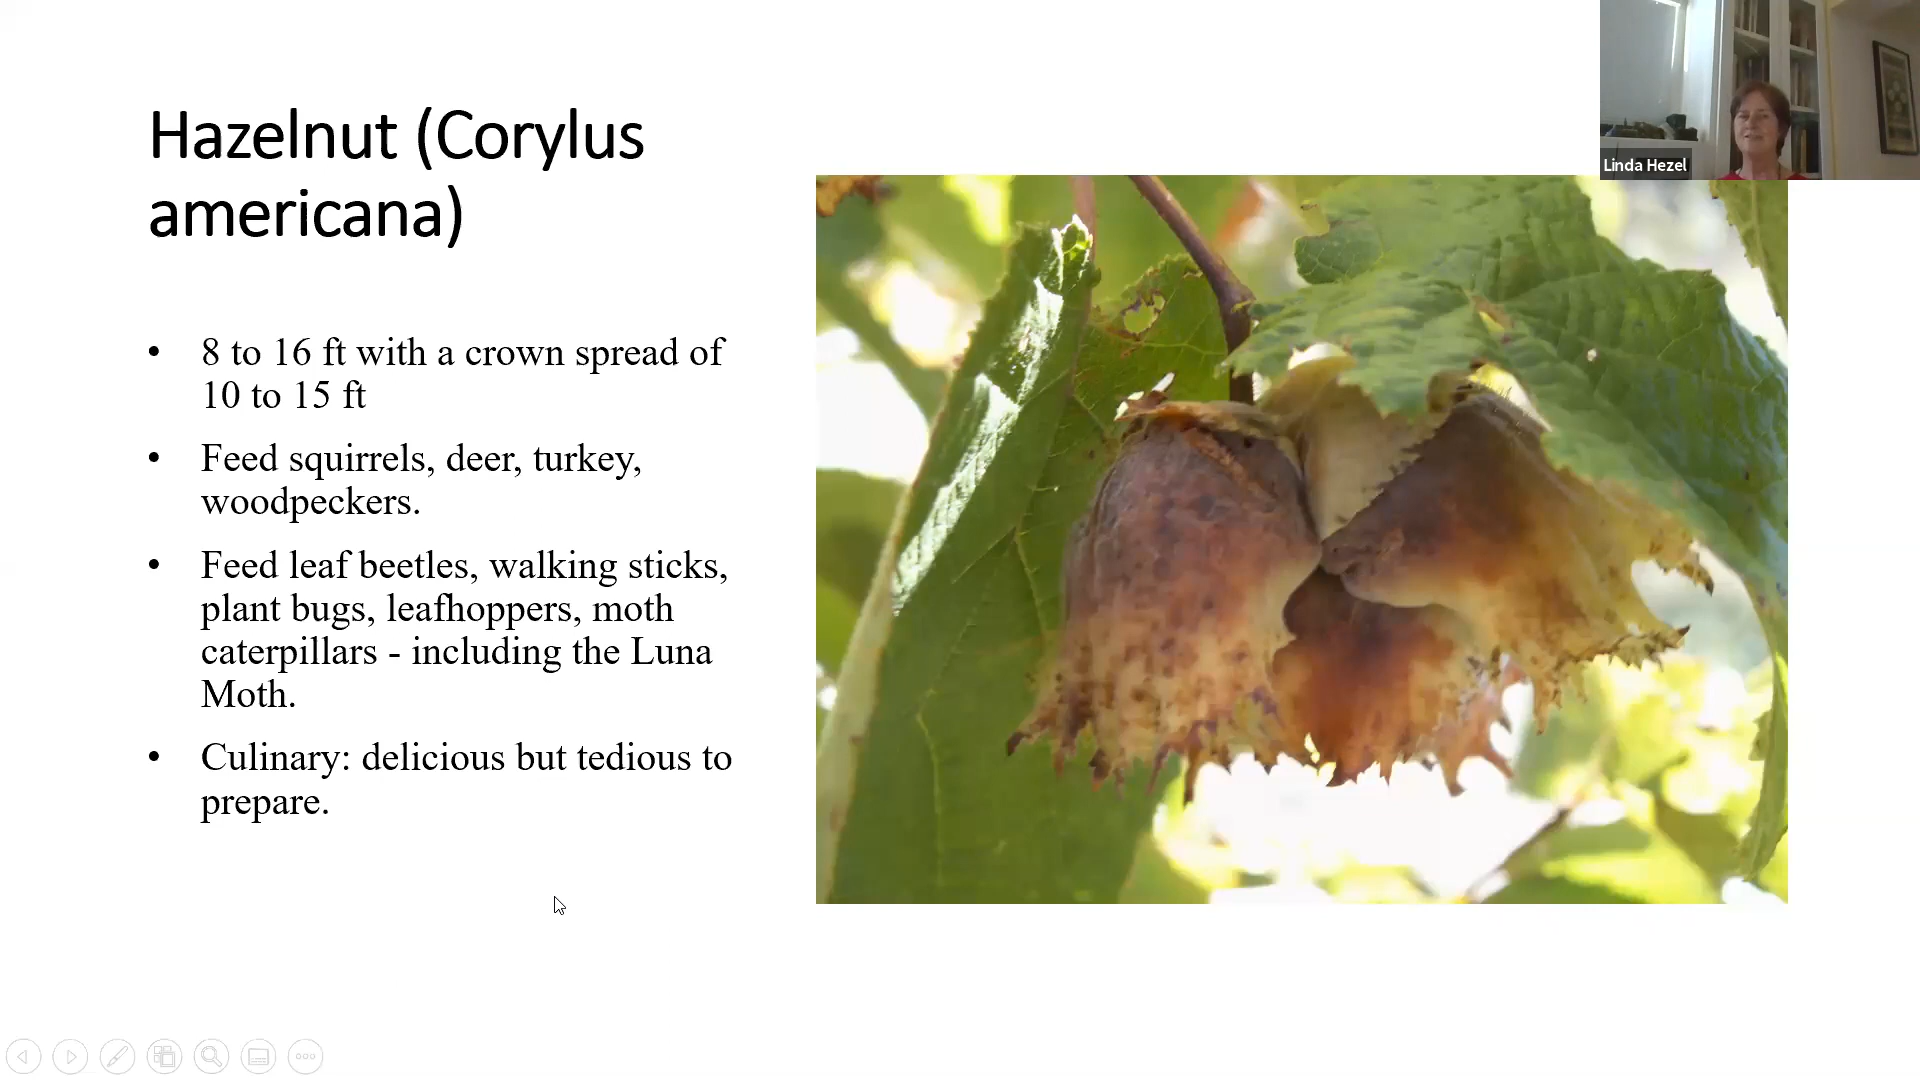 Hazelnut (Corylus
americana)
Linda Hezel
• 8 to 16 ft with a crown spread of
10 to 15 ft
• Feed squirrels, deer, turkey,
woodpeckers.
• Feed leaf beetles, walking sticks,
plant bugs, leafhoppers, moth
caterpillars - including the Luna
Moth.
• Culinary: delicious but tedious to
prepare.